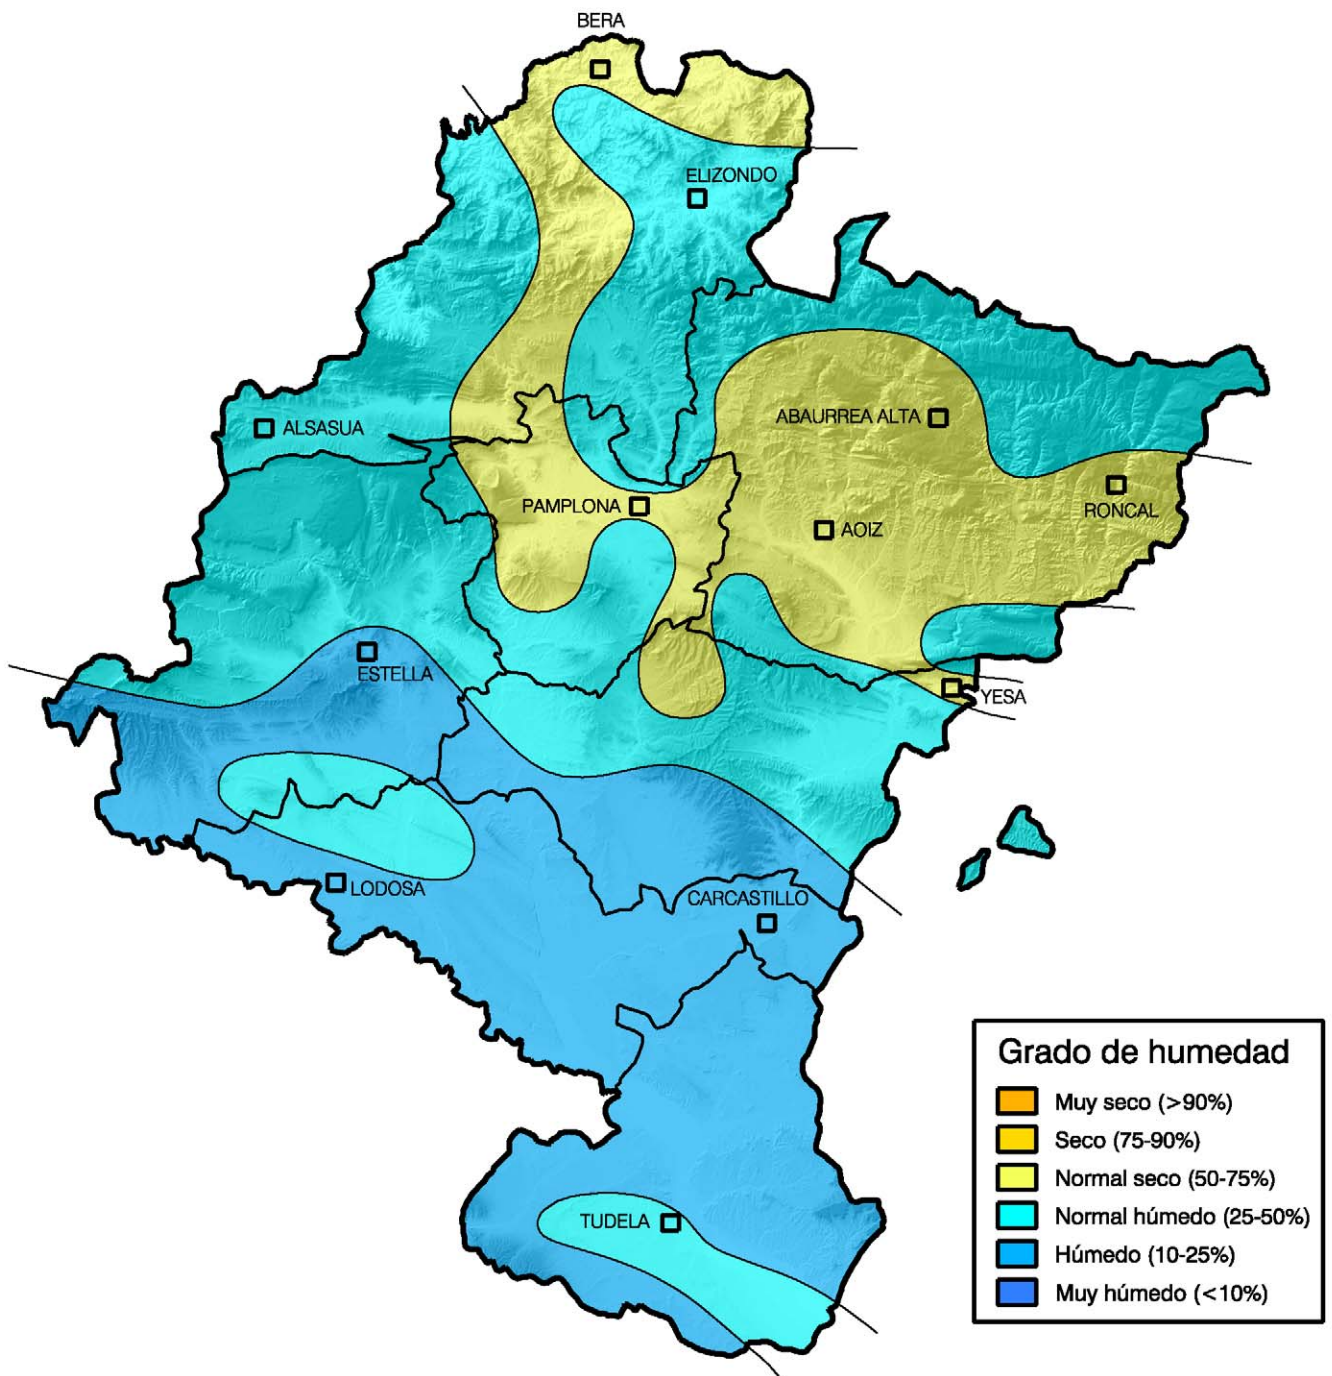 BERA
ELIZONDO
ABAURREA ALTA
ALSASUA
RONCAL
PAMPLONA
AOIZ
ESTELLA
YESA
LODOSA
CARCASTILLO
TUDELA
Grado de humedad
Muy seco (>90%)
Seco (75-90%)
Normal seco (50-75%)
Normal húmedo (25-50%)
Húmedo (10-25%)
Muy húmedo (<10%)